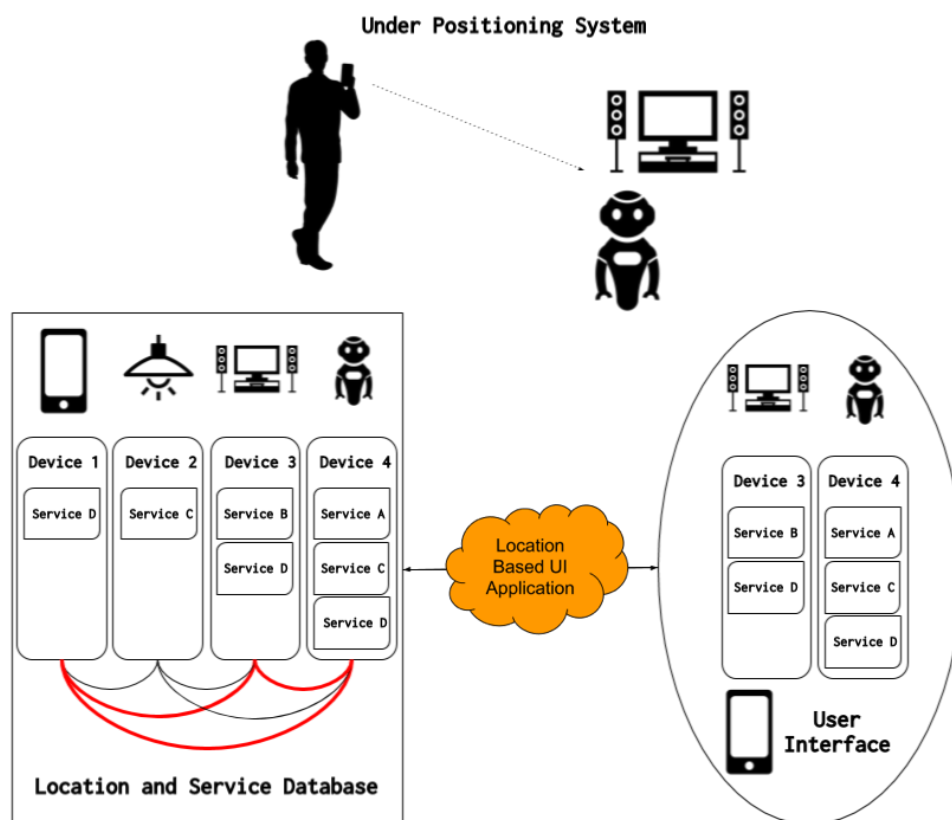 Under Positioning System
Device 1
Service D
Device 2
Service C
Device 3
Service B
Service D
Device 4
Service A
Service C
Service D
Location and Service Database
Location
Based UI
Application
Device 3
Service B
Service D
Device 4
Service A
Service C
Service D
User
Interface